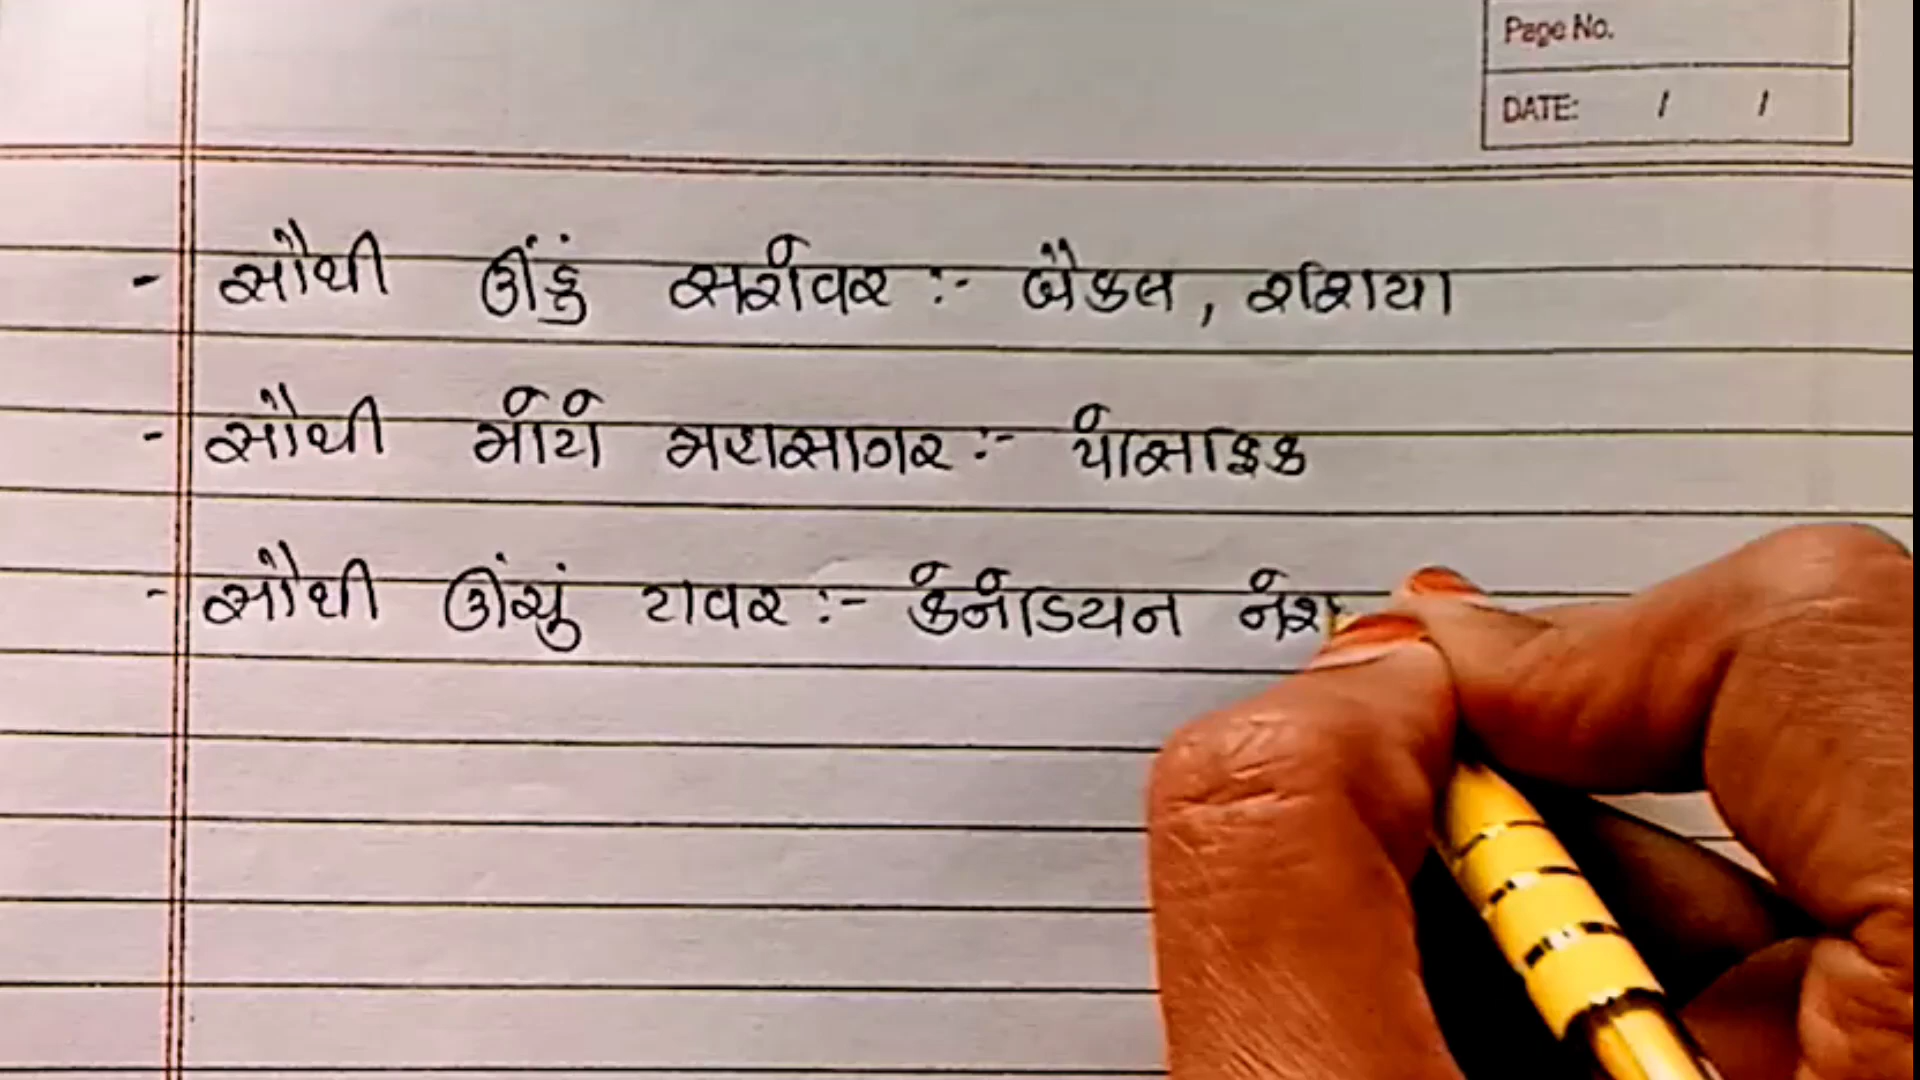 Page No.
DATE: / /
- સૌથી ઊંડું સરોવર :- બૈકલ, રશિયા
- સૌથી મોટો મહાસાગર :- પેસિફિક
- સૌથી ઊંચું ટાવર :- કેનેડિયન